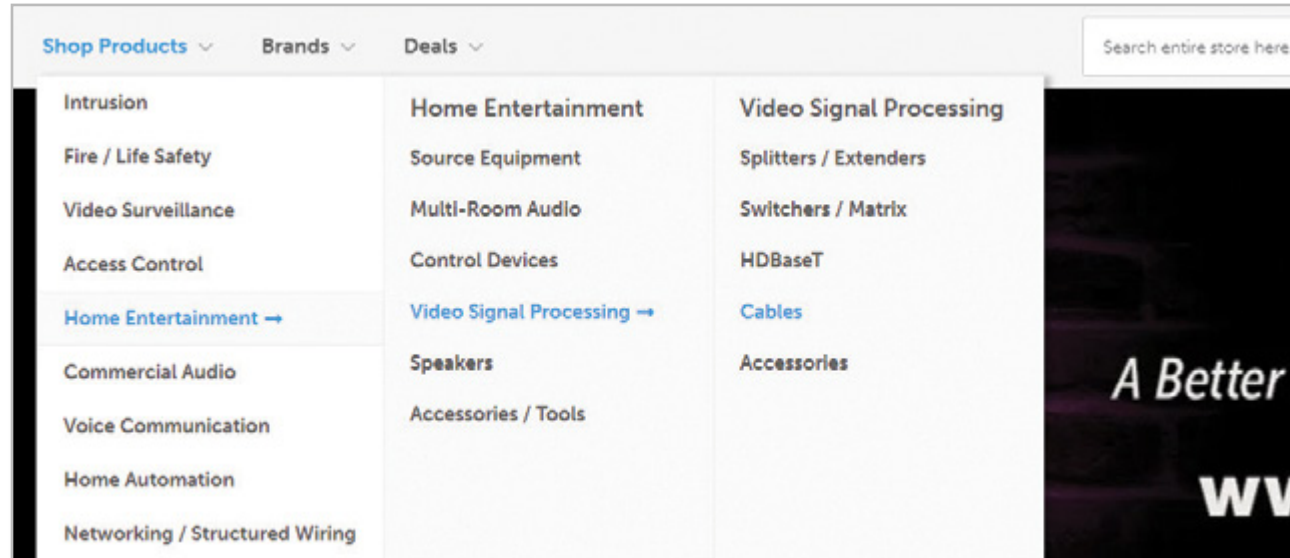 Shop Products Brands Deals
Search entire store here
Intrusion
Fire / Life Safety
Video Surveillance
Access Control
Home Entertainment →
Commercial Audio
Voice Communication
Home Automation
Networking / Structured Wiring
Home Entertainment
Source Equipment
Multi-Room Audio
Control Devices
Video Signal Processing →
Speakers
Accessories / Tools
Video Signal Processing
Splitters / Extenders
Switchers / Matrix
HDBaseT
Cables
Accessories
A Better